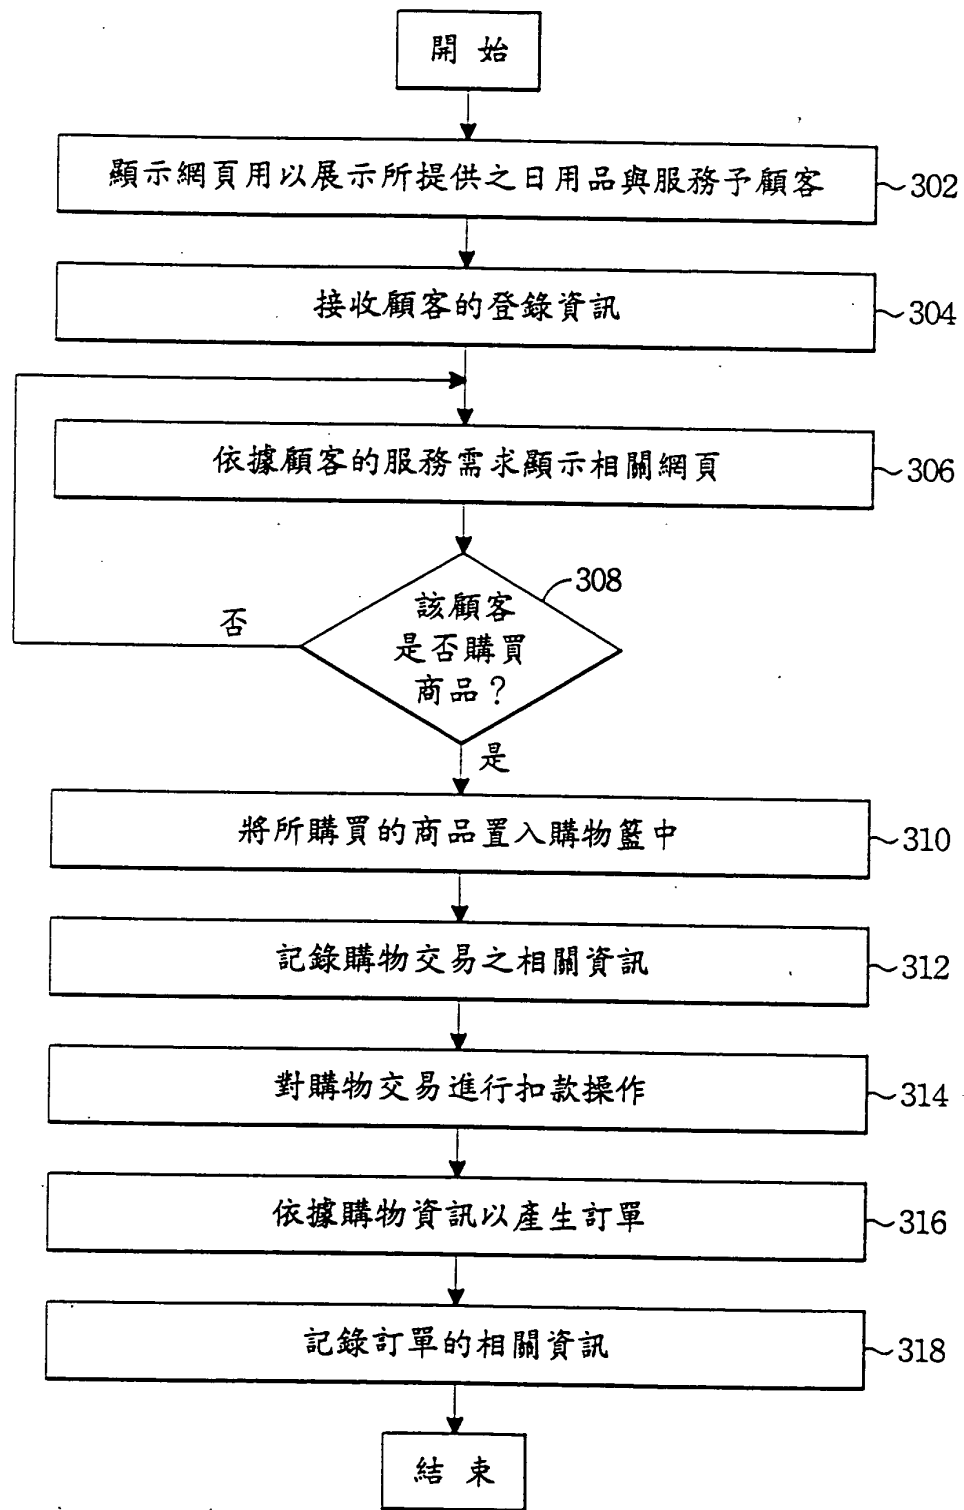 開 始
顯示網頁用以展示所提供之日用品與服務予顧客
302
接收顧客的登錄資訊
304
依據顧客的服務需求顯示相關網頁
306
308
該顧客
是否購買
商品？
否
是
將所購買的商品置入購物籃中
310
記錄購物交易之相關資訊
312
對購物交易進行扣款操作
314
依據購物資訊以產生訂單
316
記錄訂單的相關資訊
318
結 束